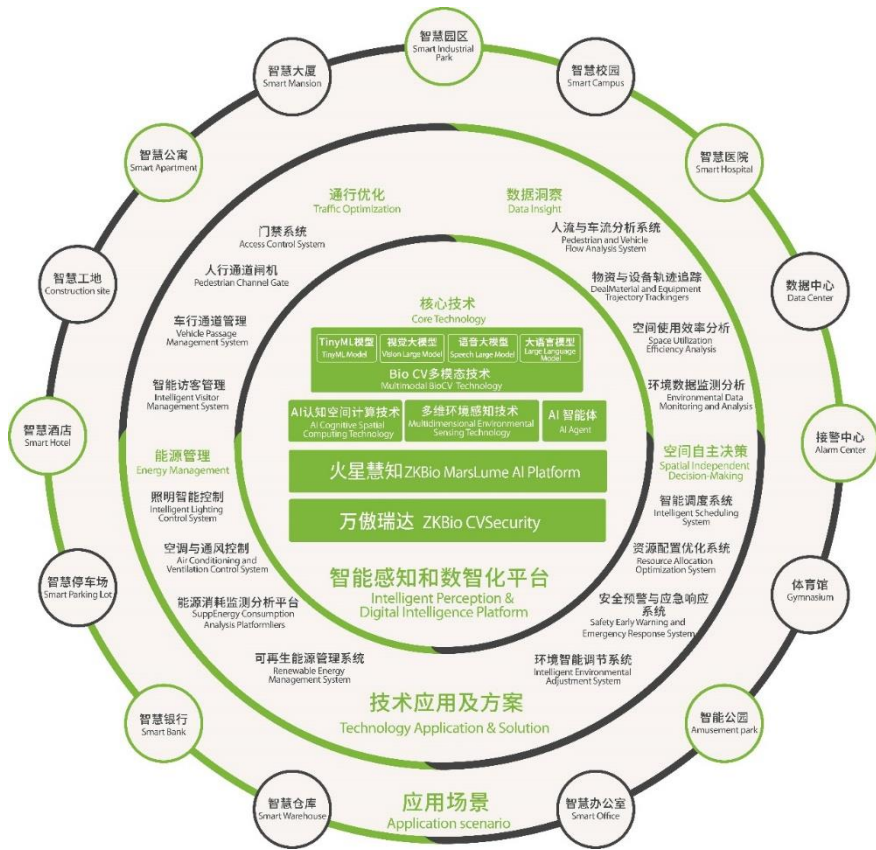 智慧园区
Smart Industrial
Park
智慧大厦
Smart Mansion
智慧校园
Smart Campus
智慧公寓
Smart Apartment
智慧医院
Smart Hospital
智慧工地
Construction site
数据中心
Data Center
智慧酒店
Smart Hotel
接警中心
Alarm Center
智慧停车场
Smart Parking Lot
体育馆
Gymnasium
智慧银行
Smart Bank
智能公园
Amusement park
智慧仓库
Smart Warehouse
智慧办公室
Smart Office
应用场景
Application scenario
通行优化
Traffic Optimization
门禁系统
Access Control System
人行通道闸机
Pedestrian Channel Gate
车行通道管理
Vehicle Passage
Management System
智能访客管理
Intelligent Visitor
Management System
数据洞察
Data Insight
人流与车流分析系统
Pedestrian and Vehicle
Flow Analysis System
物资与设备轨迹追踪
DealMaterial and Equipment
Trajectory Trackingers
空间使用效率分析
Space Utilization
Efficiency Analysis
环境数据监测分析
Environmental Data
Monitoring and Analysis
能源管理
Energy Management
照明智能控制
Intelligent Lighting
Control System
空调与通风控制
Air Conditioning and
Ventilation Control System
能源消耗监测分析平台
SuppEnergy Consumption
Analysis Platformliers
可再生能源管理系统
Renewable Energy
Management System
空间自主决策
Spatial Independent
Decision-Making
智能调度系统
Intelligent Scheduling
System
资源配置优化系统
Resource Allocation
Optimization System
安全预警与应急响应
系统
Safety Early Warning and
Emergency Response System
环境智能调节系统
Intelligent Environmental
Adjustment System
技术应用及方案
Technology Application & Solution
核心技术
Core Technology
TinyML模型
TinyML Model
视觉大模型
Vision Large Model
语音大模型
Speech Large Model
大语言模型
Large Language
Model
Bio CV多模态技术
Multimodal BioCV Technology
AI认知空间计算技术
AI Cognitive Spatial
Computing Technology
多维环境感知技术
Multidimensional Environmental
Sensing Technology
AI 智能体
AI Agent
火星慧知 ZKBio MarsLume AI Platform
万傲瑞达 ZKBio CVSecurity
智能感知和数智化平台
Intelligent Perception &
Digital Intelligence Platform